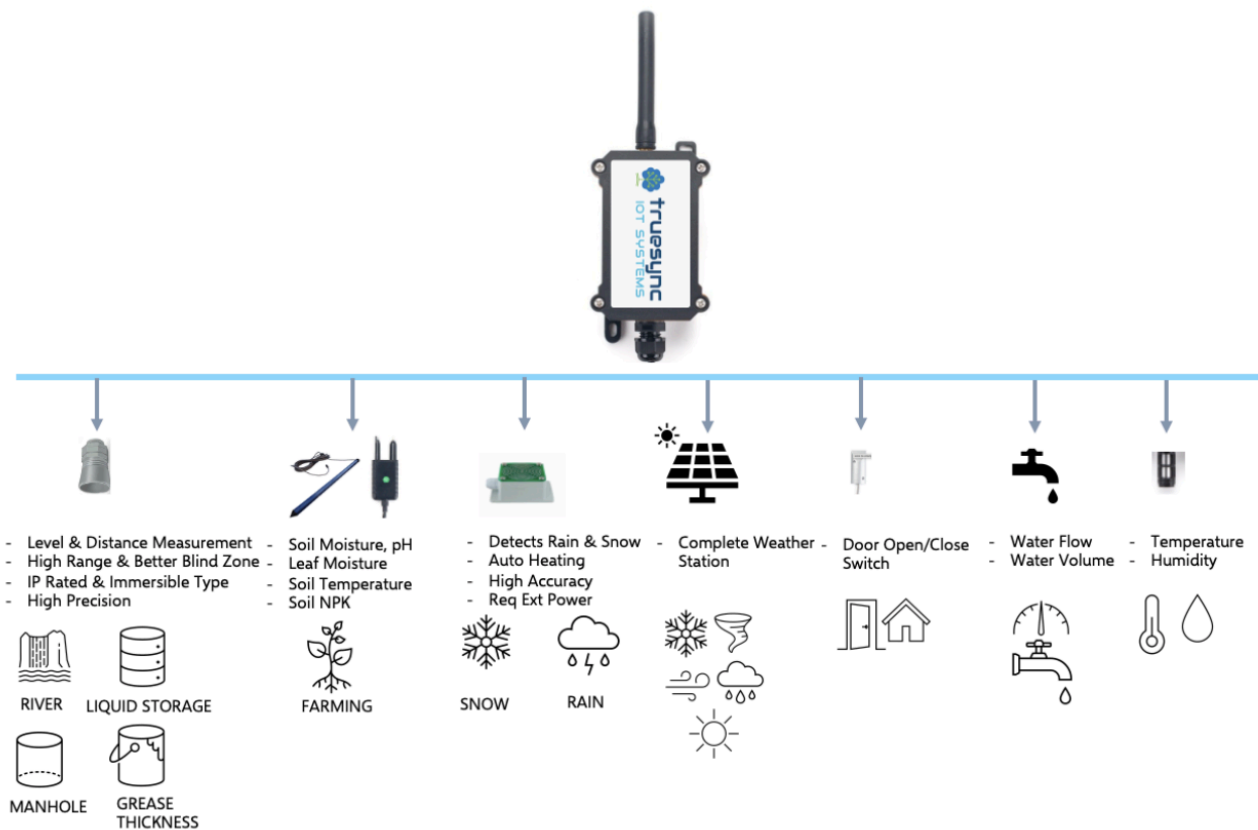 truesync
IOT SYSTEMS
- Level & Distance Measurement
- High Range & Better Blind Zone
- IP Rated & Immersible Type
- High Precision
RIVER
LIQUID STORAGE
MANHOLE
GREASE
THICKNESS
- Soil Moisture, pH
- Leaf Moisture
- Soil Temperature
- Soil NPK
FARMING
- Detects Rain & Snow
- Auto Heating
- High Accuracy
- Req Ext Power
SNOW
RAIN
- Complete Weather
Station
- Door Open/Close
Switch
- Water Flow
- Water Volume
- Temperature
- Humidity